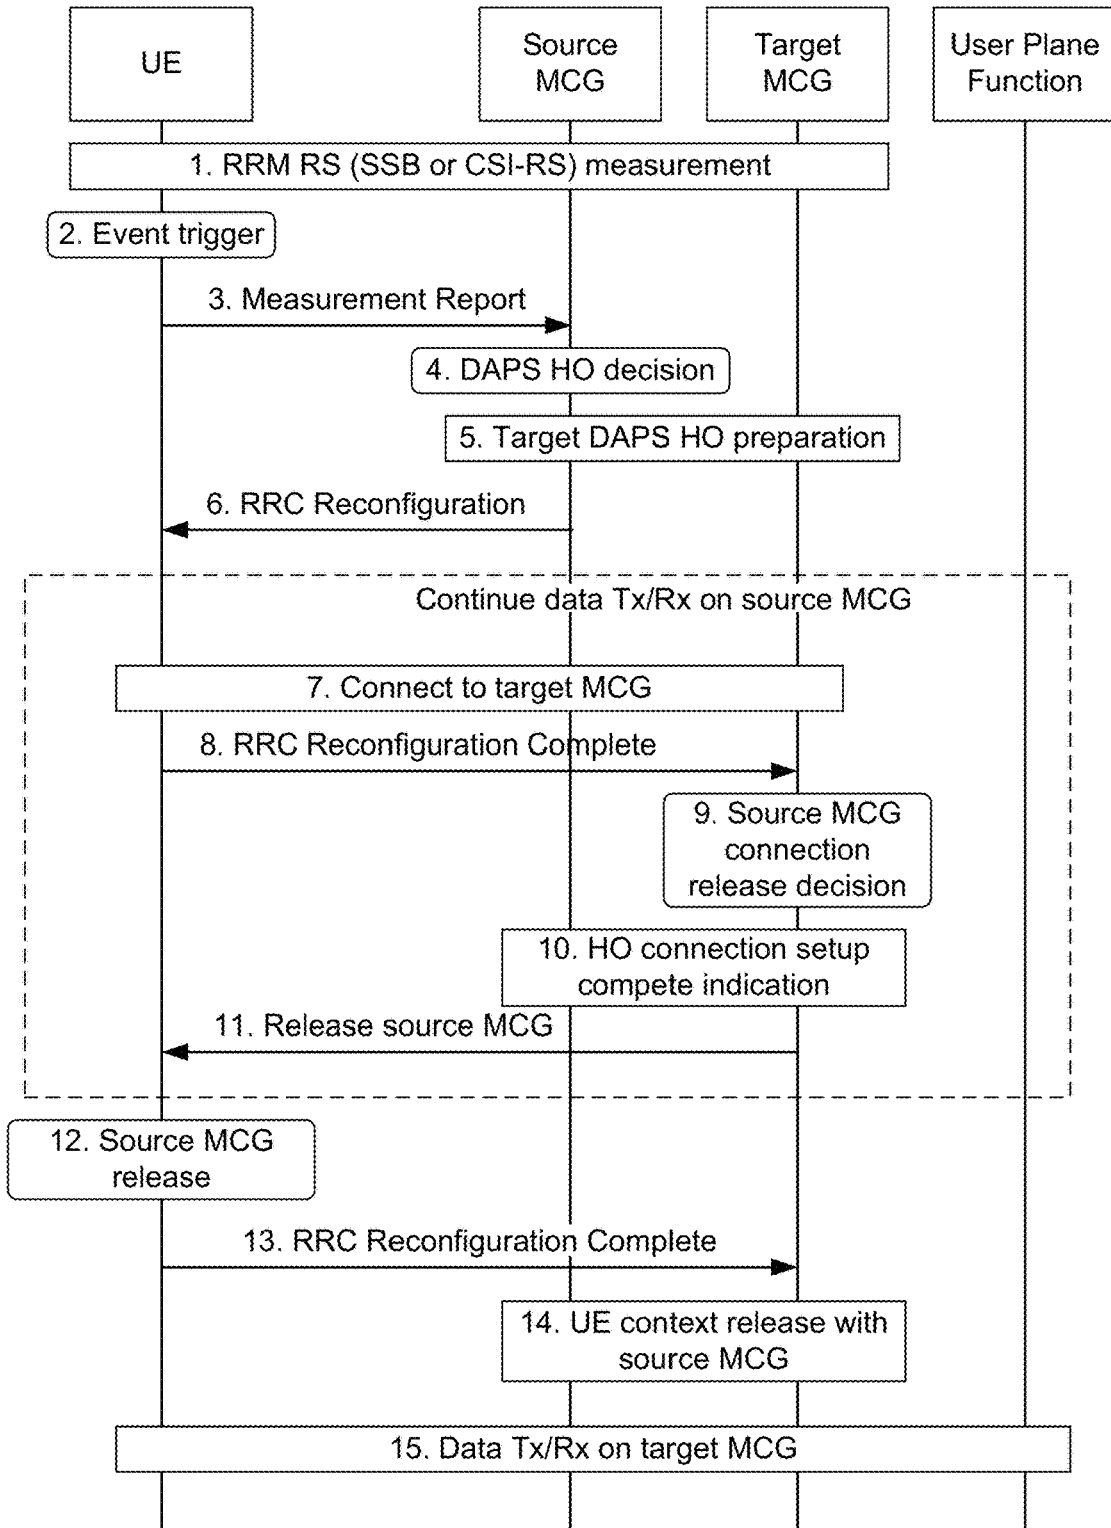 UE
Source
MCG
Target
MCG
User Plane
Function
1. RRM RS (SSB or CSI-RS) measurement
2. Event trigger
3. Measurement Report
4. DAPS HO decision
5. Target DAPS HO preparation
6. RRC Reconfiguration
Continue data Tx/Rx on source MCG
7. Connect to target MCG
8. RRC Reconfiguration Complete
9. Source MCG
connection
release decision
10. HO connection setup
compete indication
11. Release source MCG
12. Source MCG
release
13. RRC Reconfiguration Complete
14. UE context release with
source MCG
15. Data Tx/Rx on target MCG